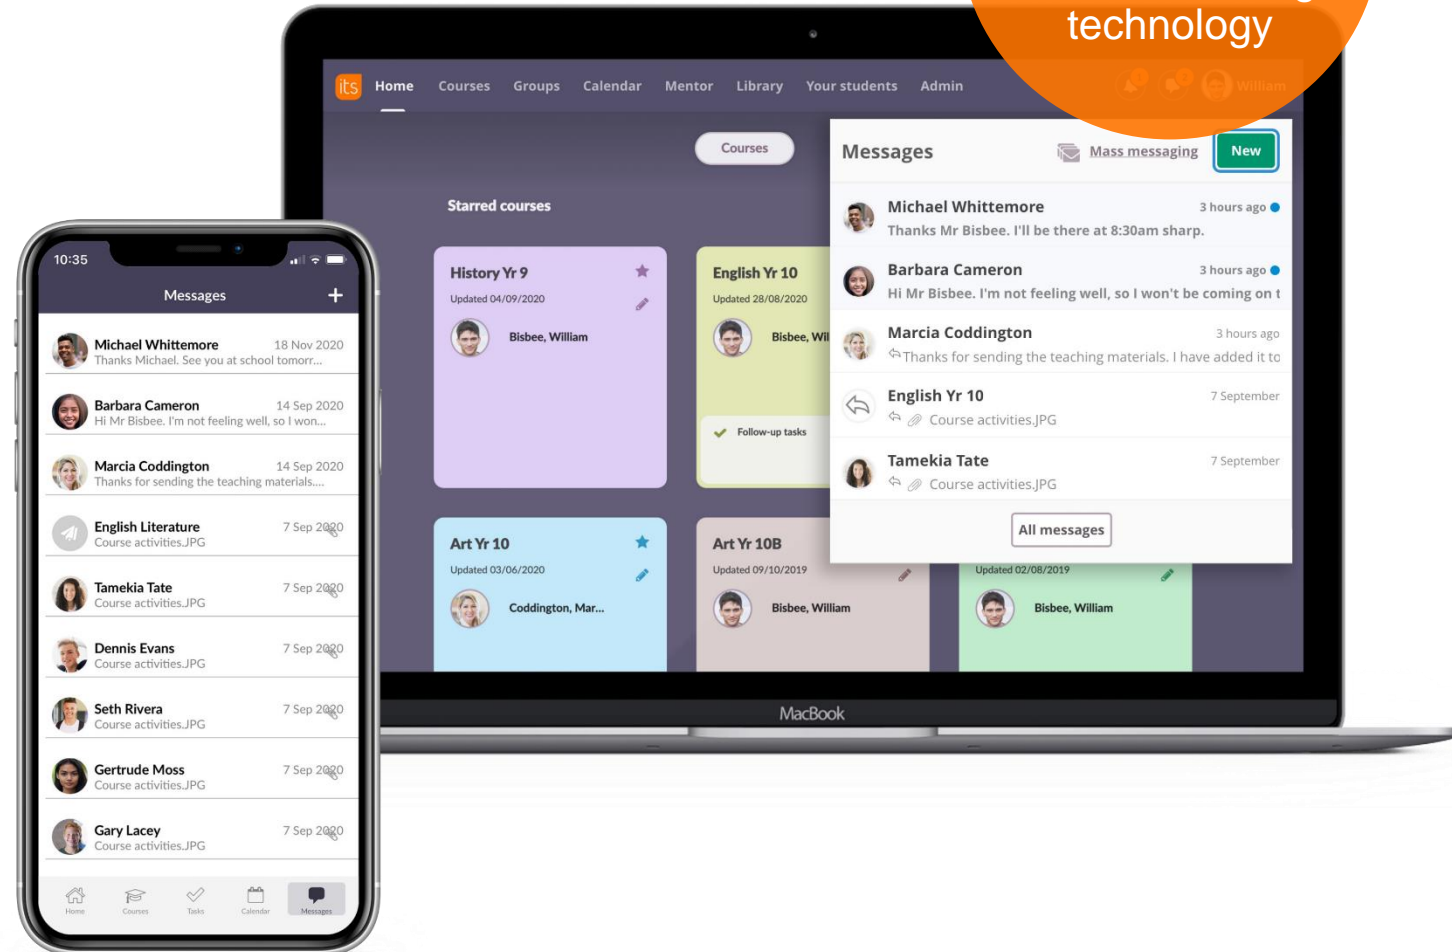 technology
its Home Courses Groups Calendar Mentor Library Your students Admin William
Courses
Messages
Mass messaging
New
Michael Whittemore 3 hours ago
Thanks Mr Bisbee. I'll be there at 8:30am sharp.
Barbara Cameron 3 hours ago
Hi Mr Bisbee. I'm not feeling well, so I won't be coming on t
Marcia Coddington 3 hours ago
Thanks for sending the teaching materials. I have added it to
English Yr 10 7 September
Course activities.JPG
Tamekia Tate 7 September
Course activities.JPG
All messages
Starred courses
History Yr 9
Updated 04/09/2020
Bisbee, William
English Yr 10
Updated 28/08/2020
Bisbee, Wil
Follow-up tasks
Art Yr 10
Updated 03/06/2020
Coddington, Mar...
Art Yr 10B
Updated 09/10/2019
Bisbee, William
Updated 02/08/2019
Bisbee, William
MacBook
10:35
Messages
Michael Whittemore 18 Nov 2020
Thanks Michael. See you at school tomorr...
Barbara Cameron 14 Sep 2020
Hi Mr Bisbee. I'm not feeling well, so I won...
Marcia Coddington 14 Sep 2020
Thanks for sending the teaching materials....
English Literature 7 Sep 2020
Course activities.JPG
Tamekia Tate 7 Sep 2020
Course activities.JPG
Dennis Evans 7 Sep 2020
Course activities.JPG
Seth Rivera 7 Sep 2020
Course activities.JPG
Gertrude Moss 7 Sep 2020
Course activities.JPG
Gary Lacey 7 Sep 2020
Course activities.JPG
Home Courses Tasks Calendar Messages